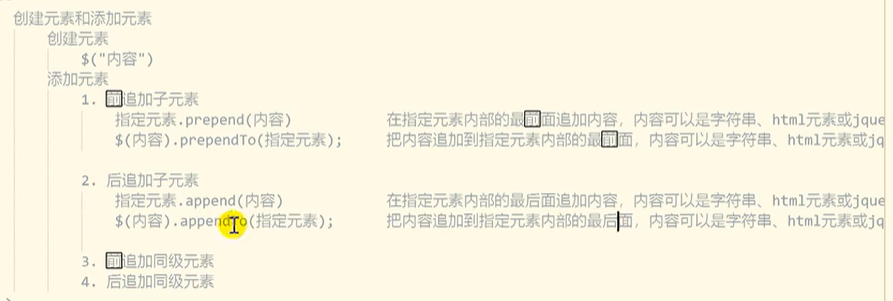 创建元素和添加元素
创建元素
$("内容")
添加元素
1. 前追加子元素
指定元素.prepend(内容) 在指定元素内部的最前面追加内容，内容可以是字符串、html元素或jque
$(内容).prependTo(指定元素); 把内容追加到指定元素内部的最前面，内容可以是字符串、html元素或jq
2. 后追加子元素
指定元素.append(内容) 在指定元素内部的最后面追加内容，内容可以是字符串、html元素或jque
$(内容).appendTo(指定元素); 把内容追加到指定元素内部的最后面，内容可以是字符串、html元素或jq
3. 前追加同级元素
4. 后追加同级元素